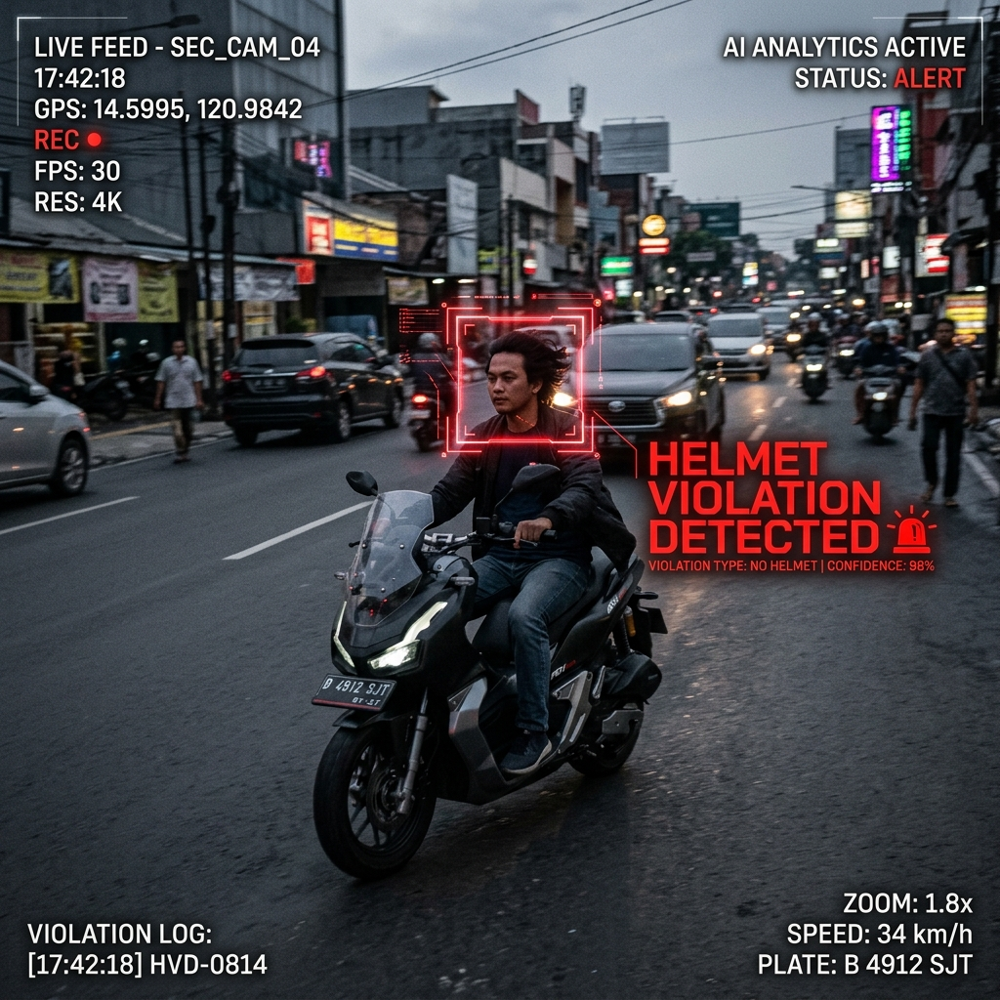 LIVE FEED - SEC_CAM_04
17:42:18
GPS: 14.5995, 120.9842
REC
FPS: 30
RES: 4K
AI ANALYTICS ACTIVE
STATUS: ALERT
HELMET
VIOLATION
DETECTED
VIOLATION TYPE: NO HELMET | CONFIDENCE: 98%
B 4912 SJT
VIOLATION LOG:
[17:42:18] HVD-0814
ZOOM: 1.8x
SPEED: 34 km/h
PLATE: B 4912 SJT